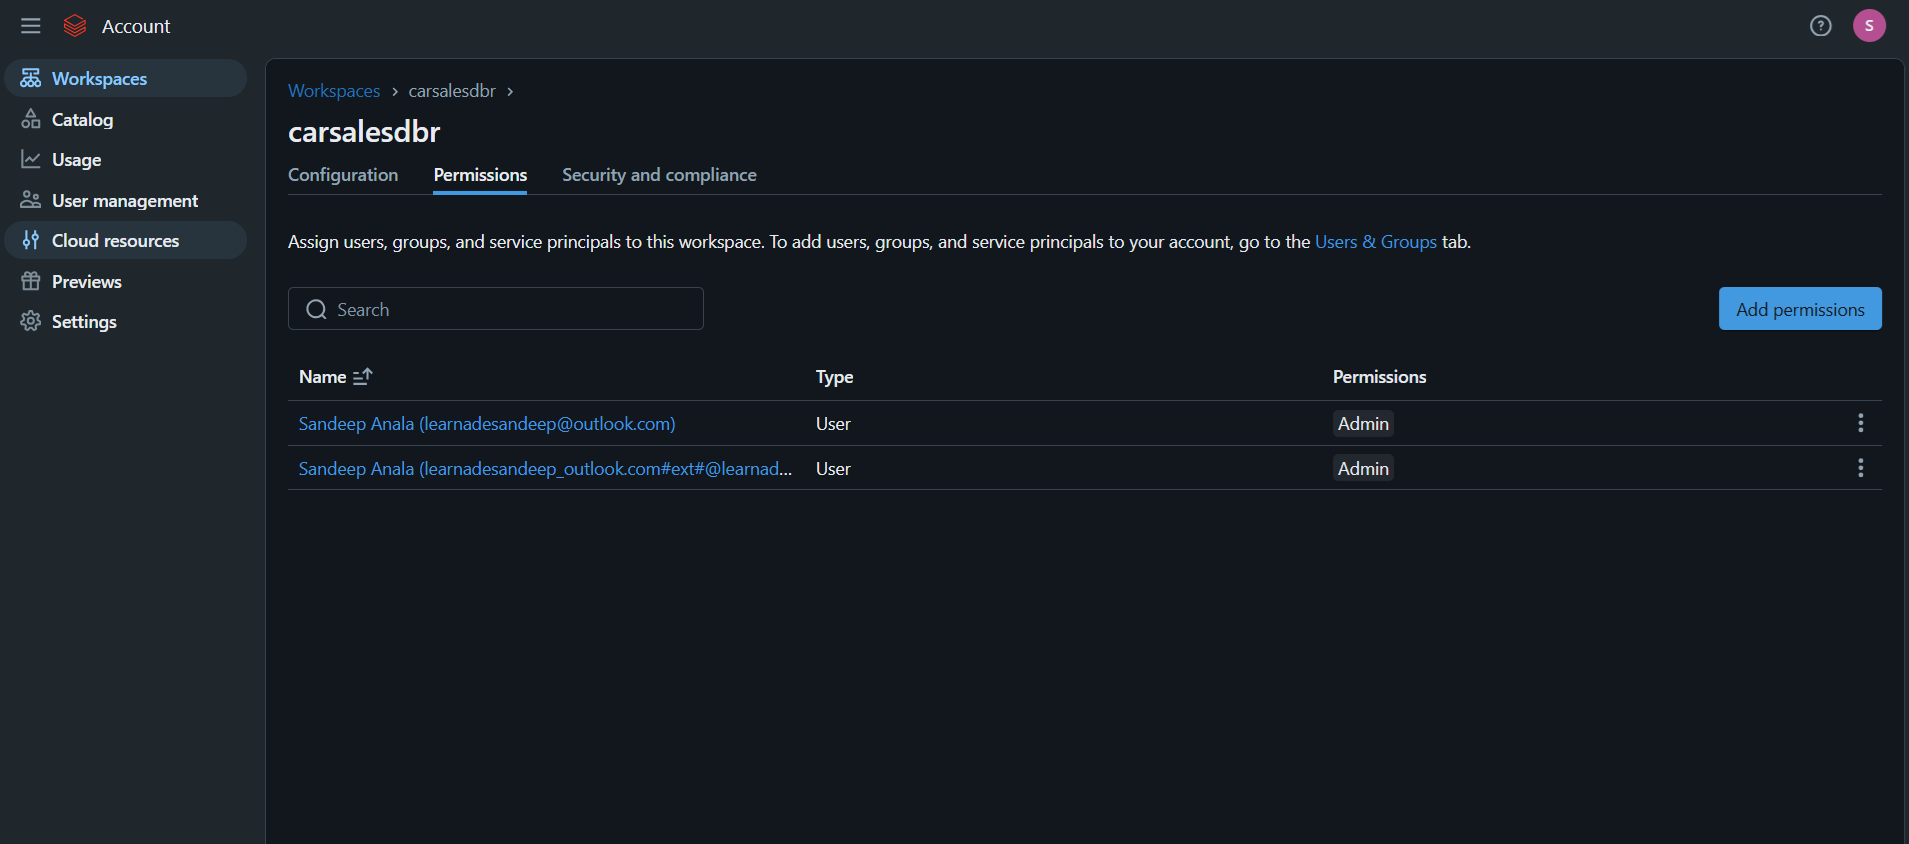 Account
?
S
Workspaces
Catalog
Usage
User management
Cloud resources
Previews
Settings
Workspaces › carsalesdbr ›
carsalesdbr
Configuration Permissions Security and compliance
Assign users, groups, and service principals to this workspace. To add users, groups, and service principals to your account, go to the Users & Groups tab.
Search
Add permissions
Name Type Permissions
Sandeep Anala (learnadesandeep@outlook.com) User Admin
Sandeep Anala (learnadesandeep_outlook.com#ext#@learnad... User Admin